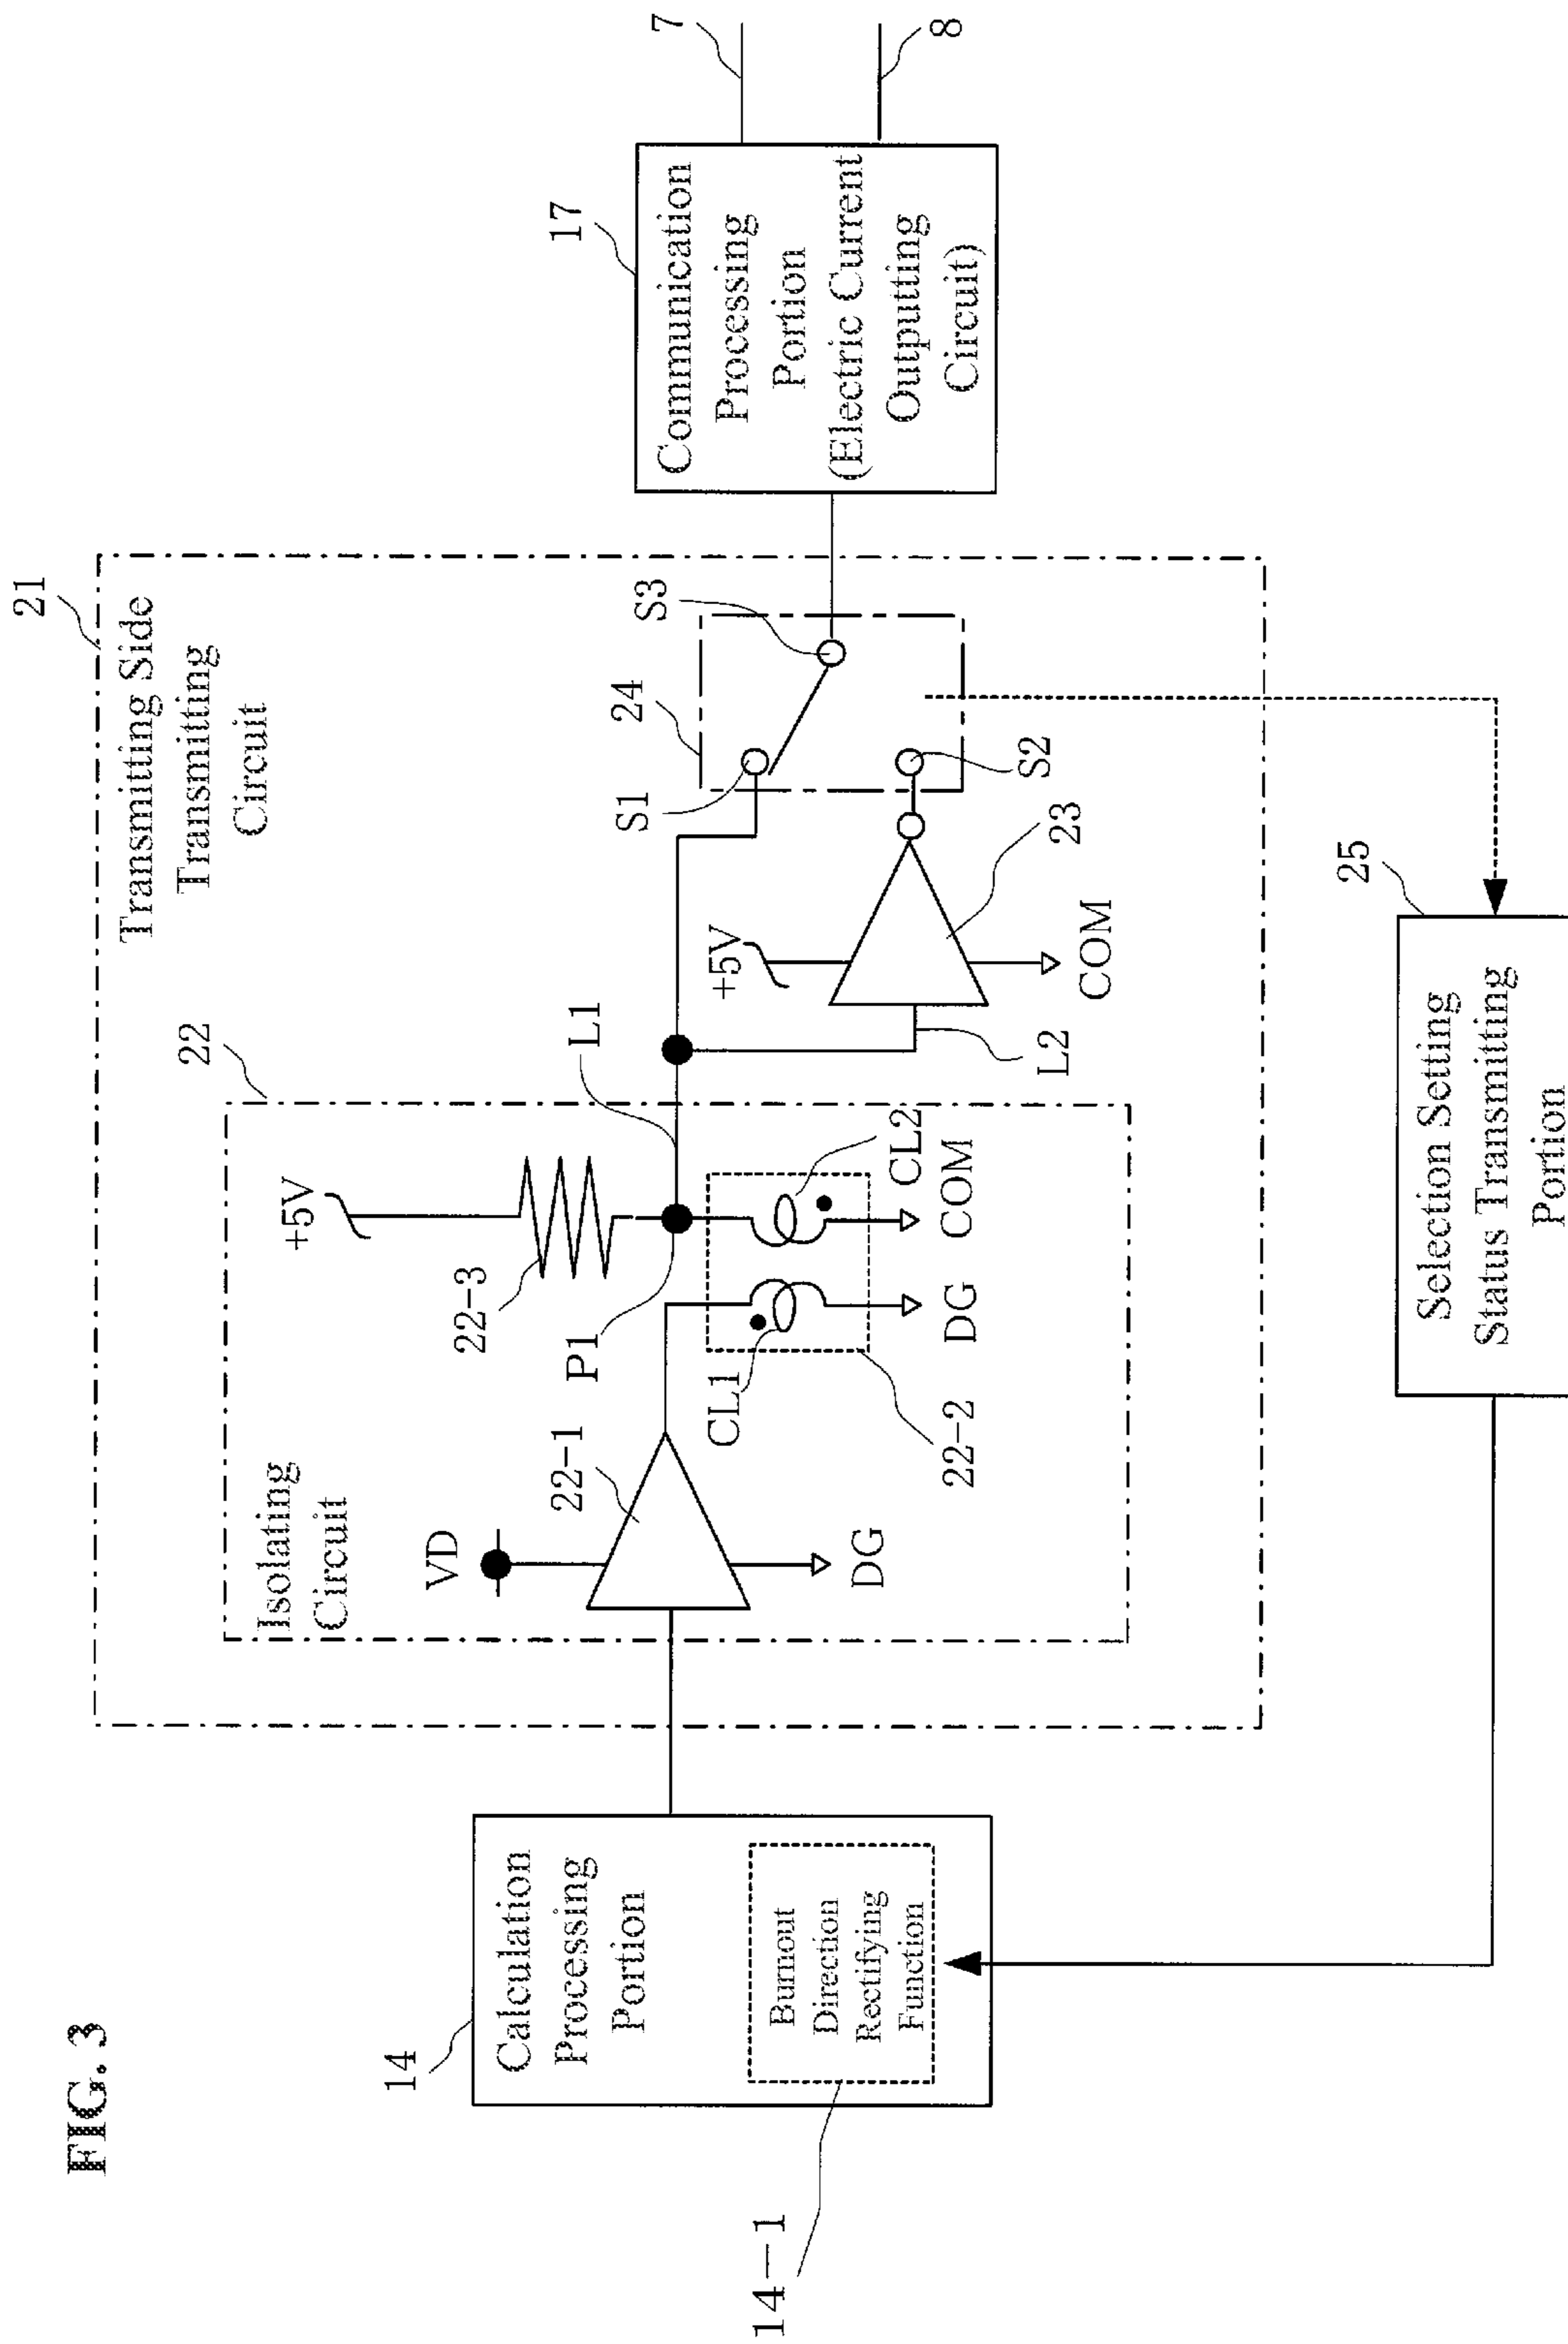 FIG. 3
21
Transmitting Side
Transmitting
Circuit
22
Isolating
Circuit
14
Calculation
Processing
Portion
Burnout
Direction
Rectifying
Function
14-1
VD
22-1
DG
+5V
22-3
P1
L1
CL1
CL2
22-2
DG
COM
+5V
L2
COM
23
24
S1
S2
S3
17
Communication
Processing
Portion
(Electric Current
Outputting
Circuit)
7
8
25
Selection Setting
Status Transmitting
Portion